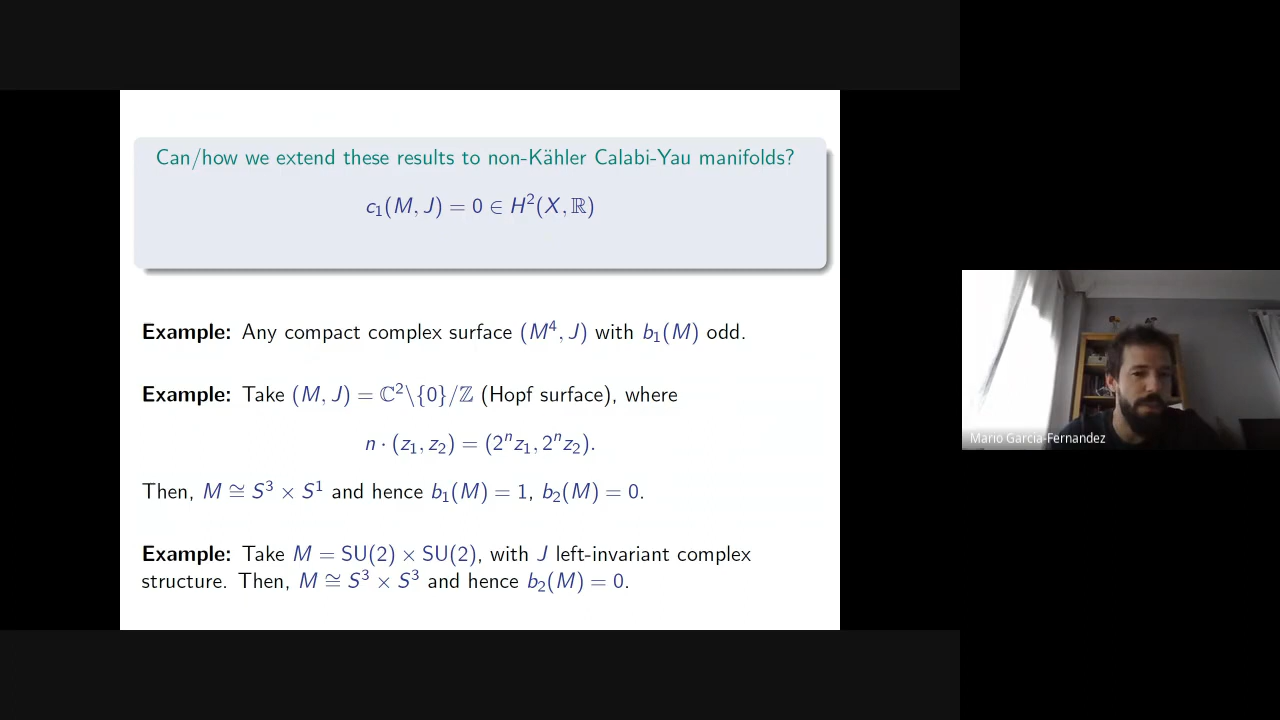 Can/how we extend these results to non-Kähler Calabi-Yau manifolds?
c₁(M, J) = 0 ∈ H²(X, ℝ)
Example: Any compact complex surface (M⁴, J) with b₁(M) odd.
Example: Take (M, J) = ℂ²\{0}/ℤ (Hopf surface), where
n · (z₁, z₂) = (2ⁿz₁, 2ⁿz₂).
Then, M ≅ S³ × S¹ and hence b₁(M) = 1, b₂(M) = 0.
Example: Take M = SU(2) × SU(2), with J left-invariant complex
structure. Then, M ≅ S³ × S³ and hence b₂(M) = 0.
Mario Garcia-Fernandez